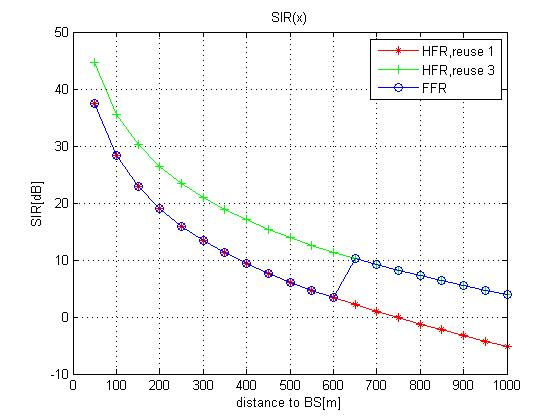 SIR(x)
50
40
30
20
10
0
-10
SIR[dB]
HFR,reuse 1
HFR,reuse 3
FFR
0 100 200 300 400 500 600 700 800 900 1000
distance to BS[m]